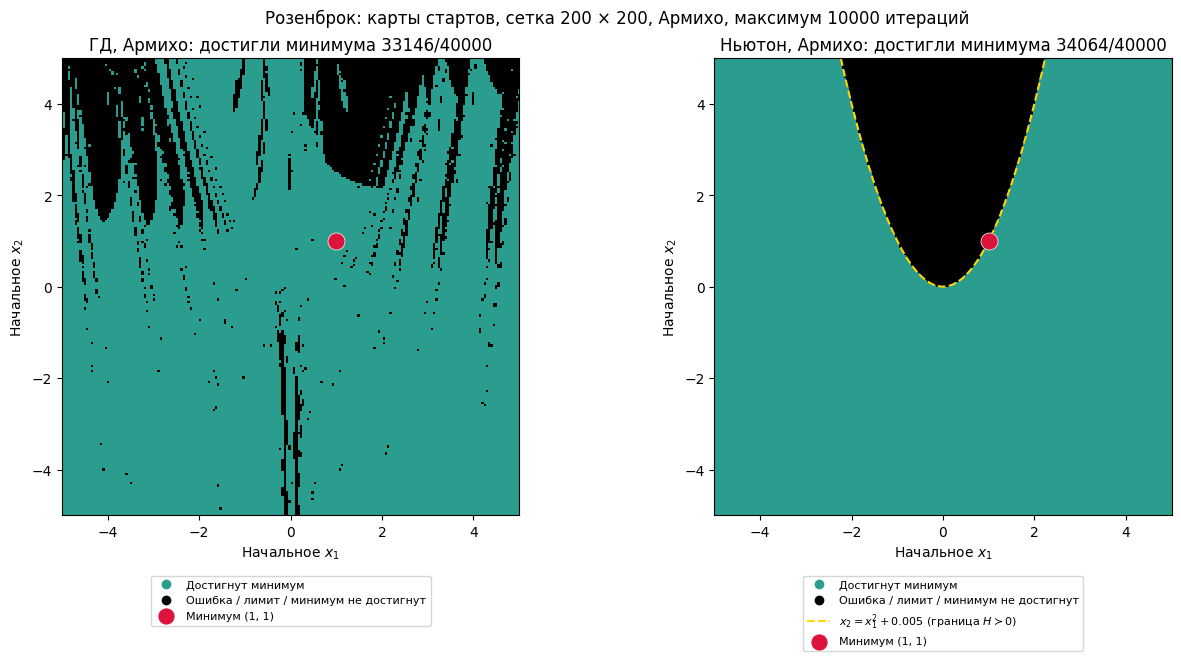 Розенброк: карты стартов, сетка 200 × 200, Армихо, максимум 10000 итераций
ГД, Армихо: достигли минимума 33146/40000
Ньютон, Армихо: достигли минимума 34064/40000
4
2
0
−2
−4
Начальное x₂
−4 −2 0 2 4
Начальное x₁
4
2
0
−2
−4
Начальное x₂
−4 −2 0 2 4
Начальное x₁
Достигнут минимум
Ошибка / лимит / минимум не достигнут
Минимум (1, 1)
Достигнут минимум
Ошибка / лимит / минимум не достигнут
x₂ = x₁² + 0.005 (граница H ≻ 0)
Минимум (1, 1)